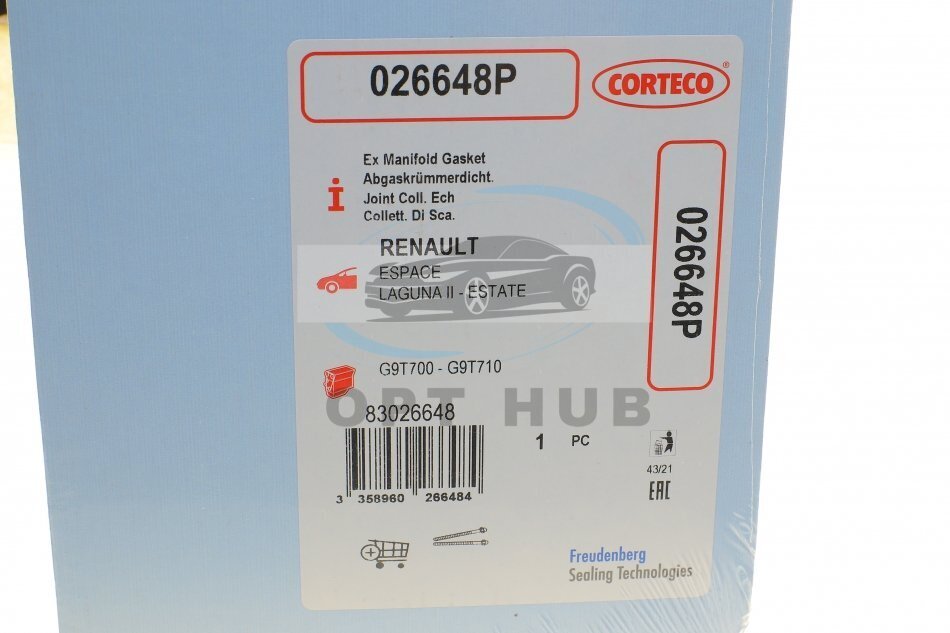 026648P
CORTECO®
Ex Manifold Gasket
Abgaskrümmerdicht.
Joint Coll. Ech
Collett. Di Sca.
026648P
RENAULT
ESPACE
LAGUNA II - ESTATE
G9T700 - G9T710
OPT HUB
83026648
1 PC
3 358960 266484
43/21
EAC
Freudenberg
Sealing Technologies